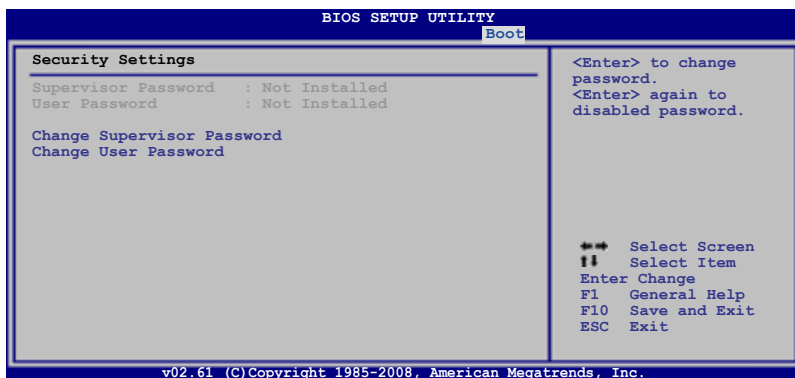 BIOS SETUP UTILITY
Boot
Security Settings
Supervisor Password : Not Installed
User Password : Not Installed
Change Supervisor Password
Change User Password
<Enter> to change
password.
<Enter> again to
disabled password.
←→ Select Screen
↑↓ Select Item
Enter Change
F1 General Help
F10 Save and Exit
ESC Exit
v02.61 (C)Copyright 1985-2008, American Megatrends, Inc.